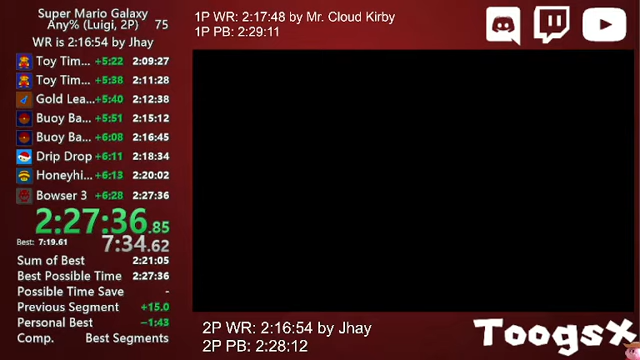 Super Mario Galaxy
Any% (Luigi, 2P) 75
WR is 2:16:54 by Jhay
Toy Tim... +5:22 2:09:27
Toy Tim... +5:38 2:11:28
Gold Lea... +5:40 2:12:38
Buoy Ba... +5:51 2:15:12
Buoy Ba... +6:08 2:16:45
Drip Drop +6:11 2:18:34
Honeyhi... +6:13 2:20:02
Bowser 3 +6:28 2:27:36
2:27:36.85
Best: 7:19.61 7:34.62
Sum of Best 2:21:05
Best Possible Time 2:27:36
Possible Time Save -
Previous Segment +15.0
Personal Best −1:43
Comp. Best Segments
1P WR: 2:17:48 by Mr. Cloud Kirby
1P PB: 2:29:11
2P WR: 2:16:54 by Jhay
2P PB: 2:28:12
ToogsX